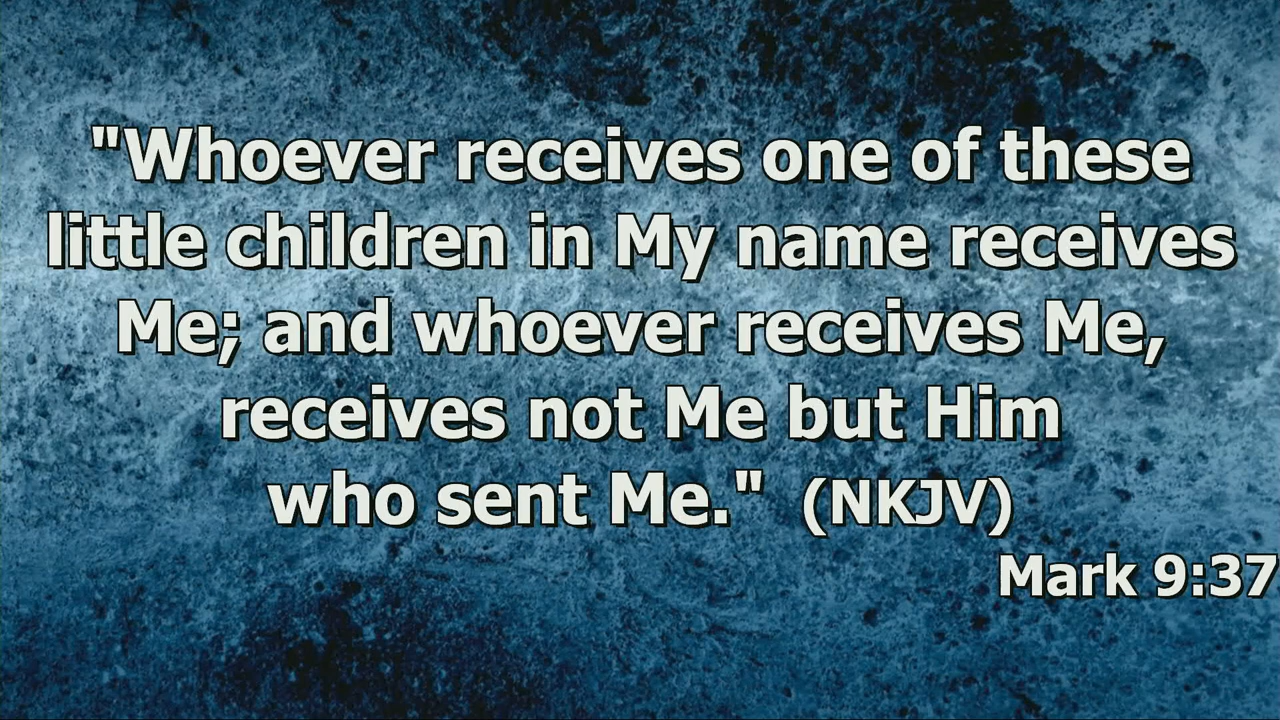 "Whoever receives one of these
little children in My name receives
Me; and whoever receives Me,
receives not Me but Him
who sent Me." (NKJV)
Mark 9:37